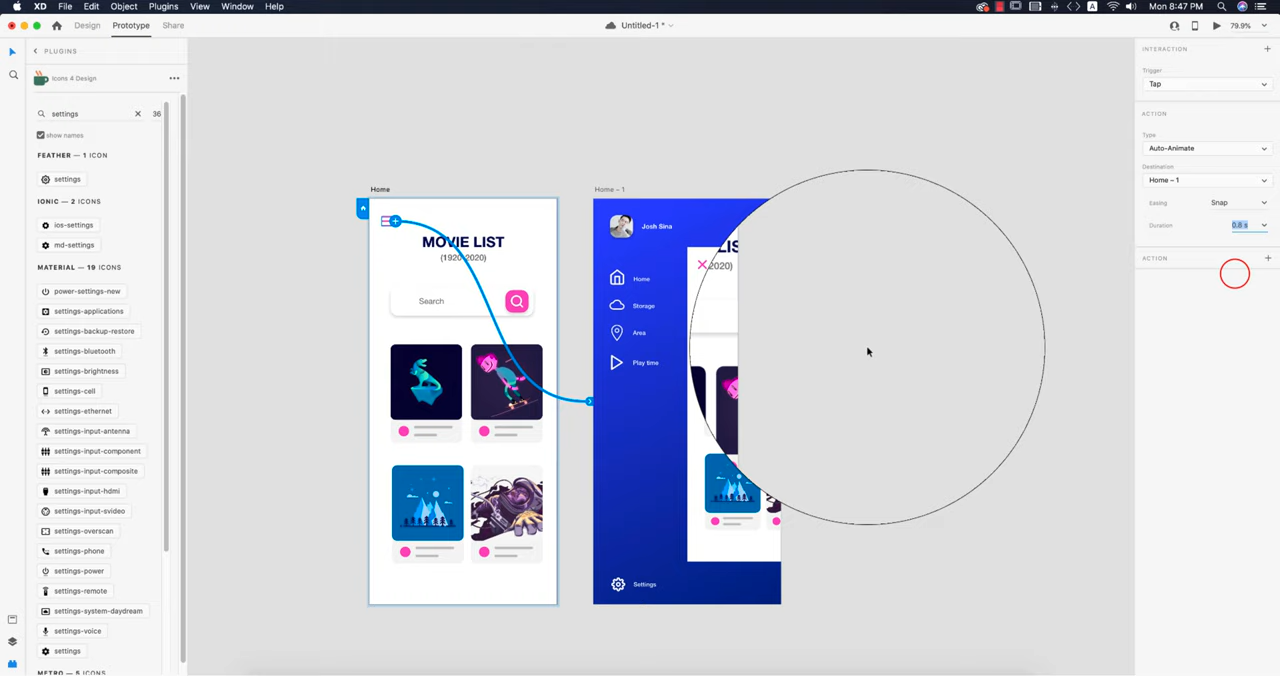 XD File Edit Object Plugins View Window Help
A
Mon 8:47 PM
Design Prototype Share
Untitled-1 *
79.9%
PLUGINS
Icons 4 Design
settings
36
show names
FEATHER — 1 ICON
settings
IONIC — 2 ICONS
ios-settings
md-settings
MATERIAL — 19 ICONS
power-settings-new
settings-applications
settings-backup-restore
settings-bluetooth
settings-brightness
settings-cell
settings-ethernet
settings-input-antenna
settings-input-component
settings-input-composite
settings-input-hdmi
settings-input-svideo
settings-overscan
settings-phone
settings-power
settings-remote
settings-system-daydream
settings-voice
settings
METRO — 5 ICONS
Home
MOVIE LIST
(1920-2020)
Search
Home – 1
Josh Sina
Home
Storage
Area
Play time
Settings
LIS
2020)
INTERACTION
Trigger
Tap
ACTION
Type
Auto-Animate
Destination
Home – 1
Easing Snap
Duration 0.8 s
ACTION